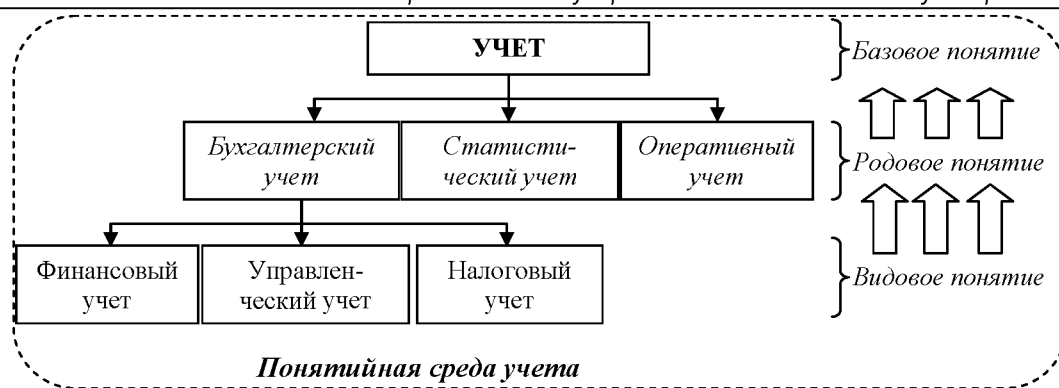 УЧЕТ
Базовое понятие
Бухгалтерский
учет
Статисти-
ческий учет
Оперативный
учет
Родовое понятие
Финансовый
учет
Управлен-
ческий учет
Налоговый
учет
Видовое понятие
Понятийная среда учета